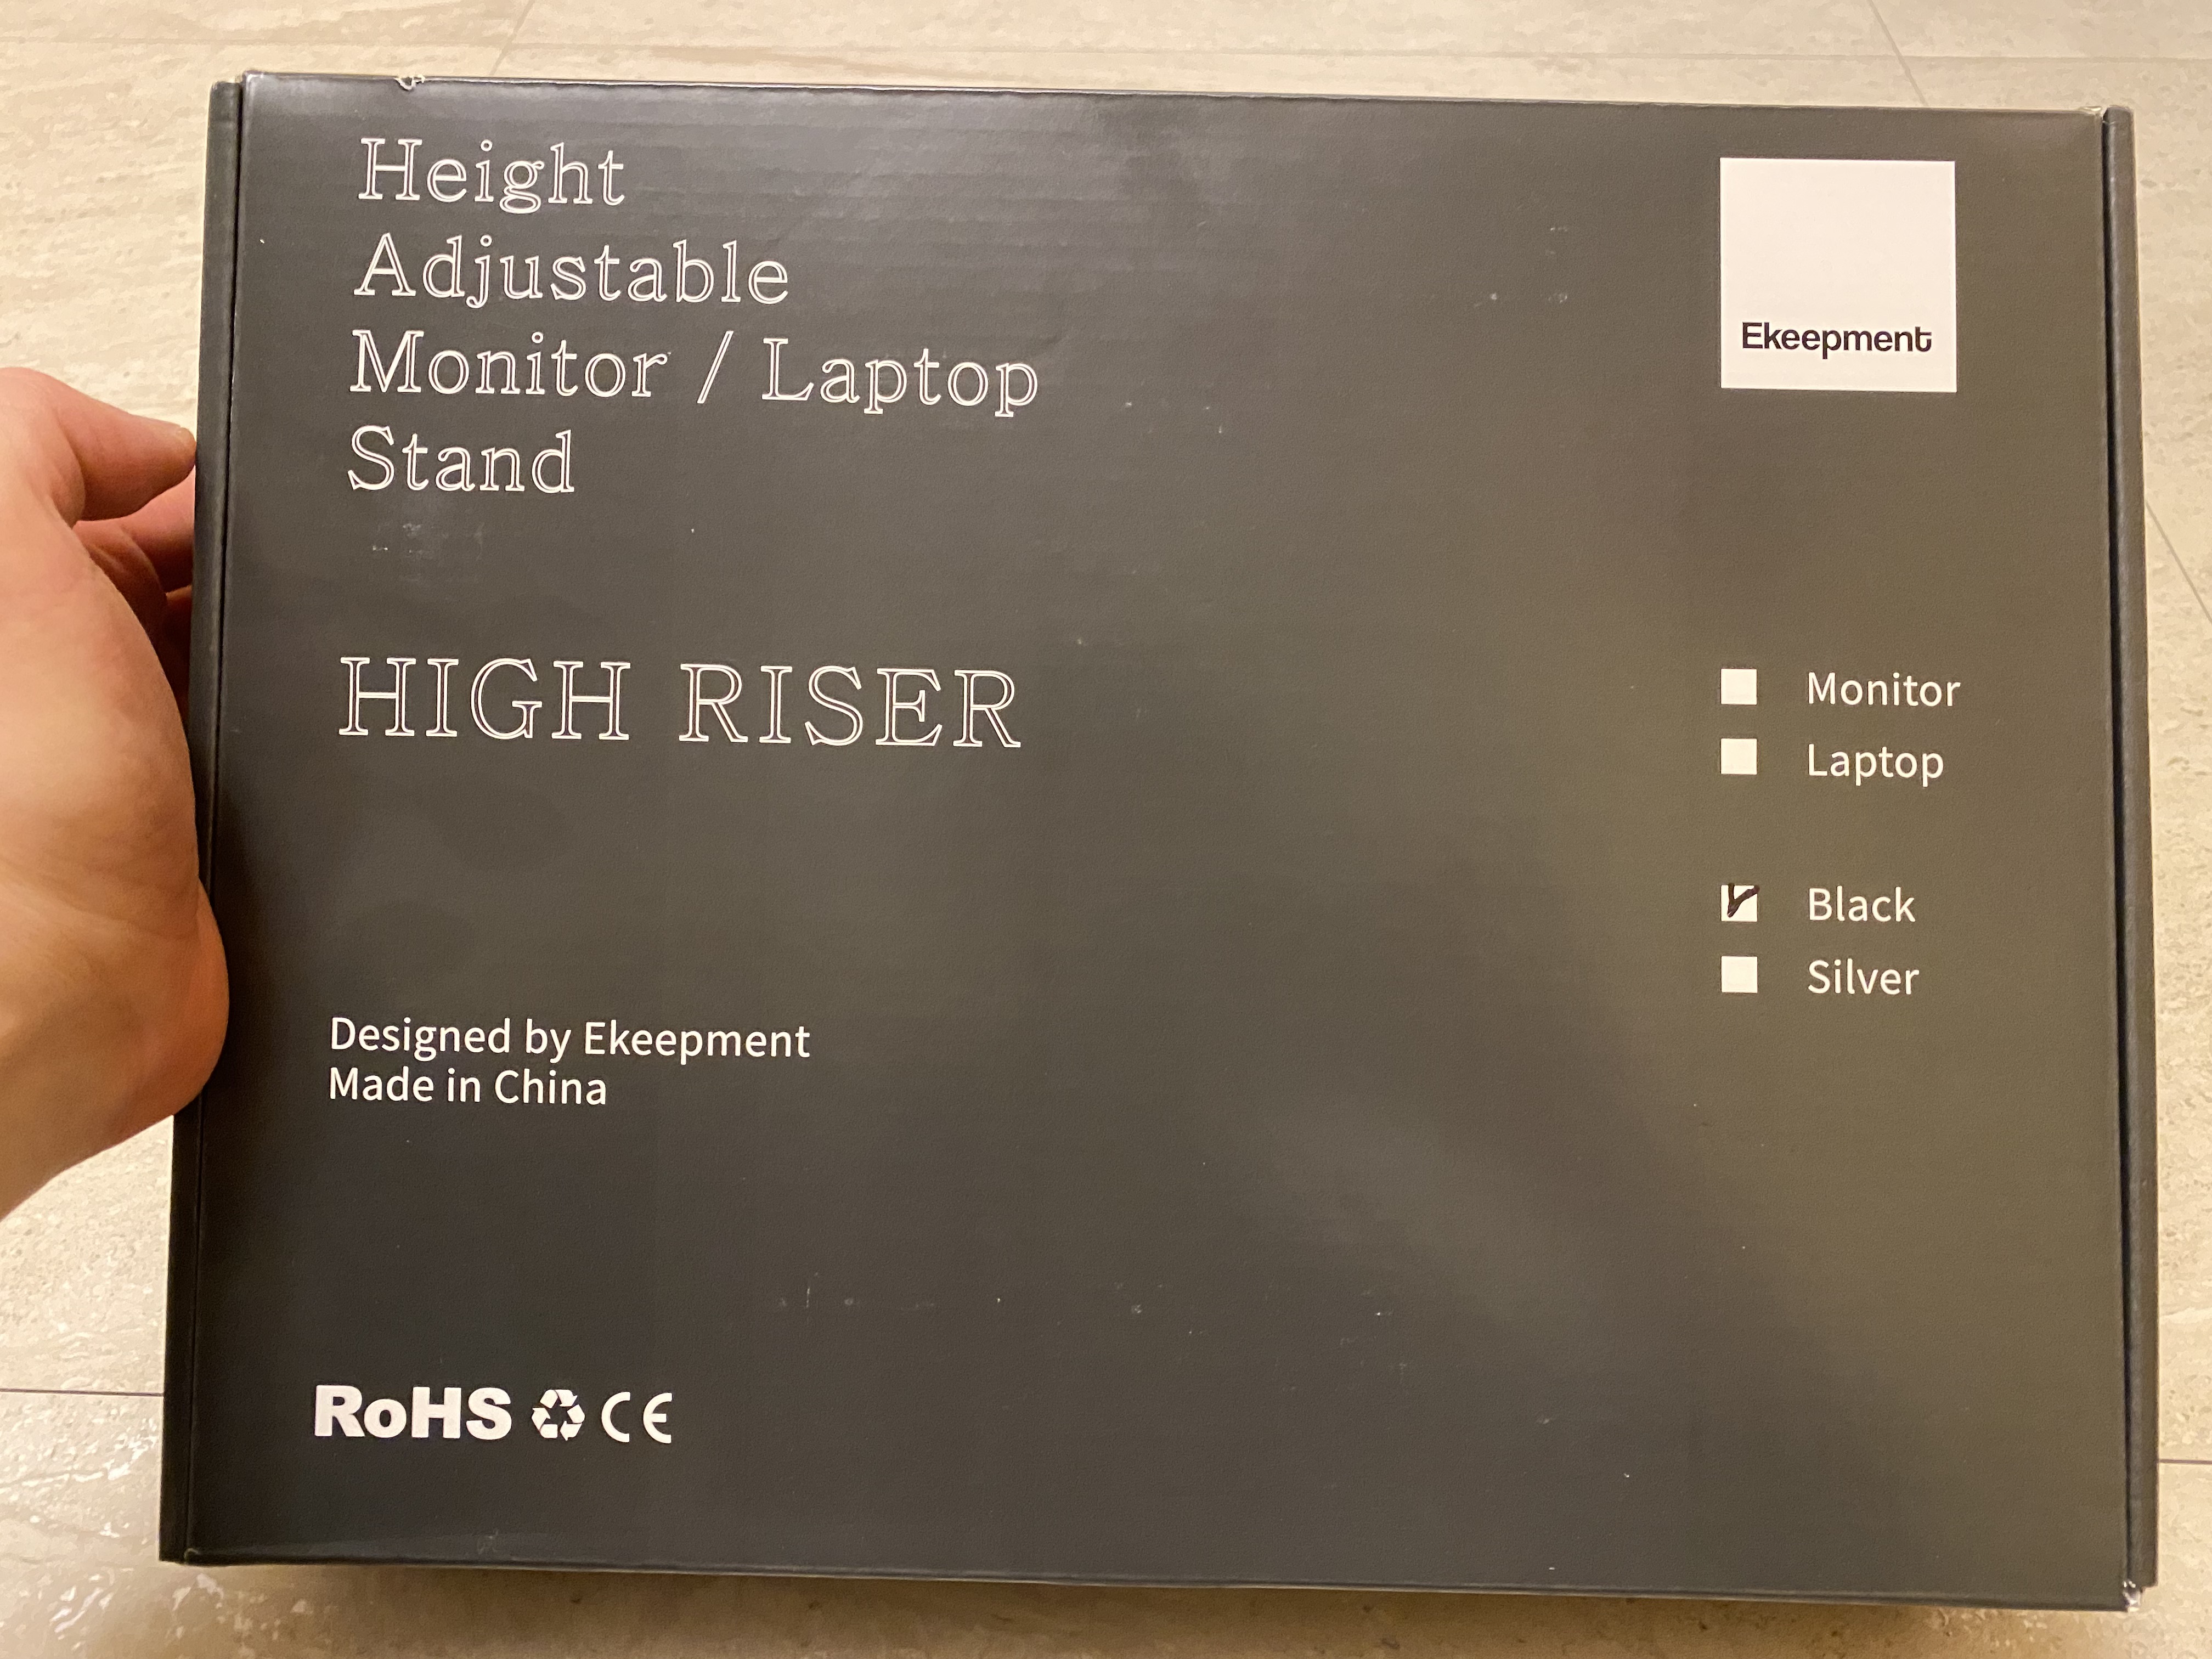 Height
Adjustable
Monitor / Laptop
Stand
Ekeepment
HIGH RISER
Monitor
Laptop
Black
Silver
Designed by Ekeepment
Made in China
RoHS CE